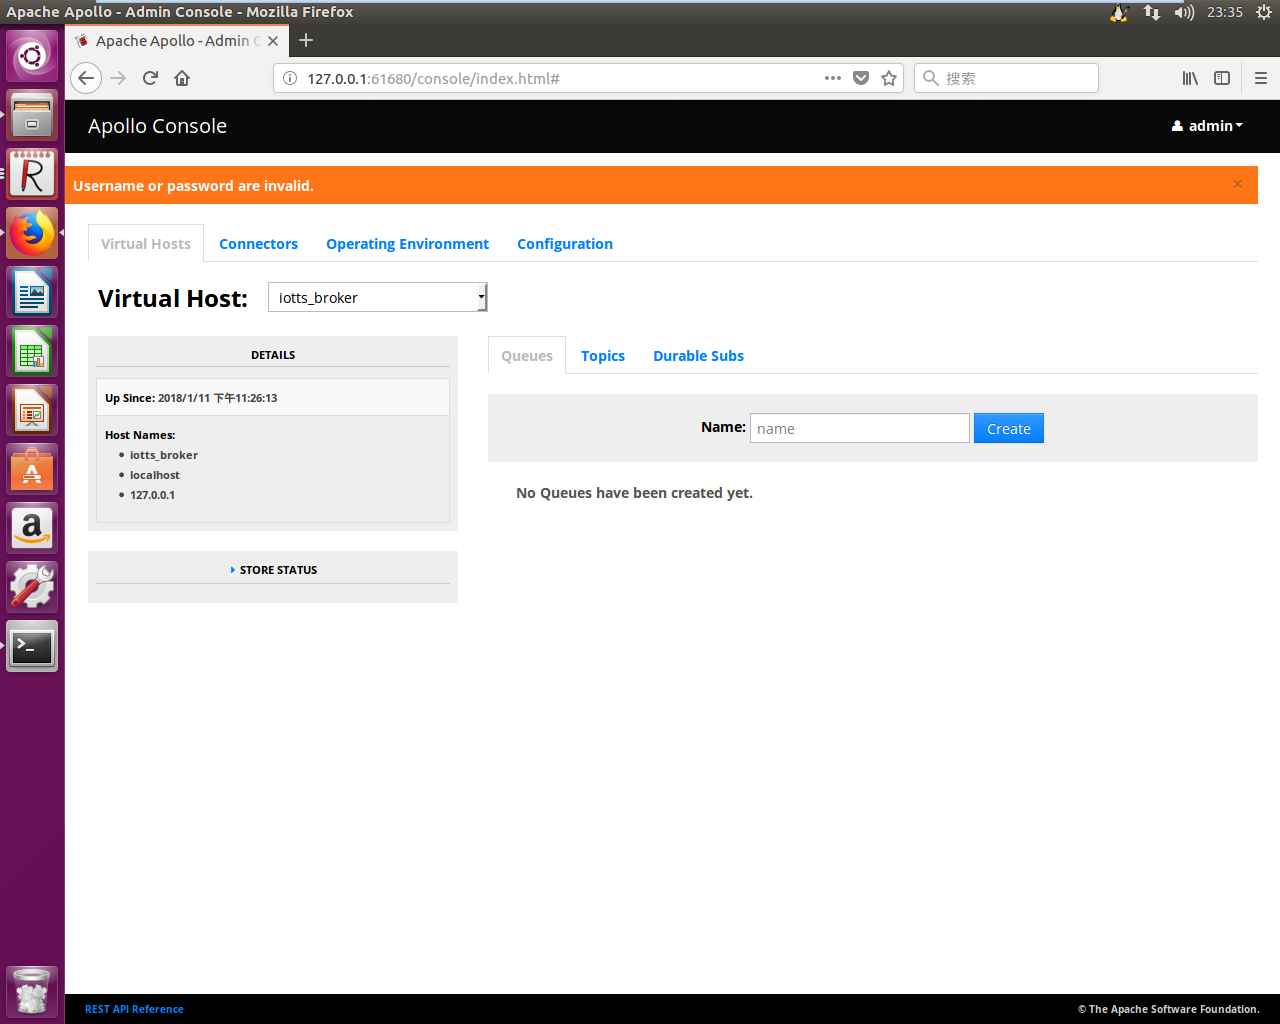 Apache Apollo - Admin Console - Mozilla Firefox
23:35
Apache Apollo - Admin C
127.0.0.1:61680/console/index.html#
搜索
Apollo Console
admin
Username or password are invalid.
×
Virtual Hosts
Connectors
Operating Environment
Configuration
Virtual Host:
iotts_broker
DETAILS
Up Since: 2018/1/11 下午11:26:13
Host Names:
iotts_broker
localhost
127.0.0.1
STORE STATUS
Queues
Topics
Durable Subs
Name:
name
Create
No Queues have been created yet.
REST API Reference
© The Apache Software Foundation.